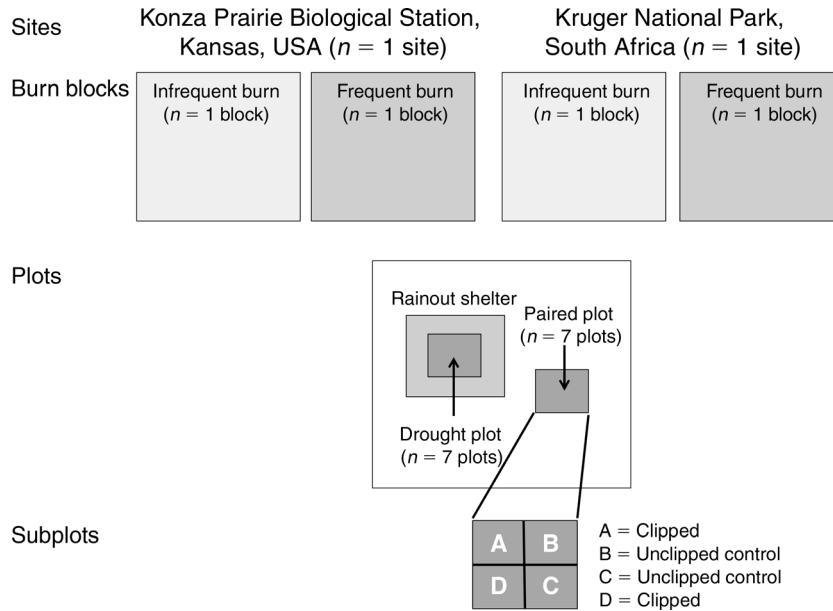 Sites
Konza Prairie Biological Station,
Kansas, USA (n = 1 site)
Kruger National Park,
South Africa (n = 1 site)
Burn blocks
Infrequent burn
(n = 1 block)
Frequent burn
(n = 1 block)
Infrequent burn
(n = 1 block)
Frequent burn
(n = 1 block)
Plots
Rainout shelter
Paired plot
(n = 7 plots)
Drought plot
(n = 7 plots)
Subplots
A B
D C
A = Clipped
B = Unclipped control
C = Unclipped control
D = Clipped